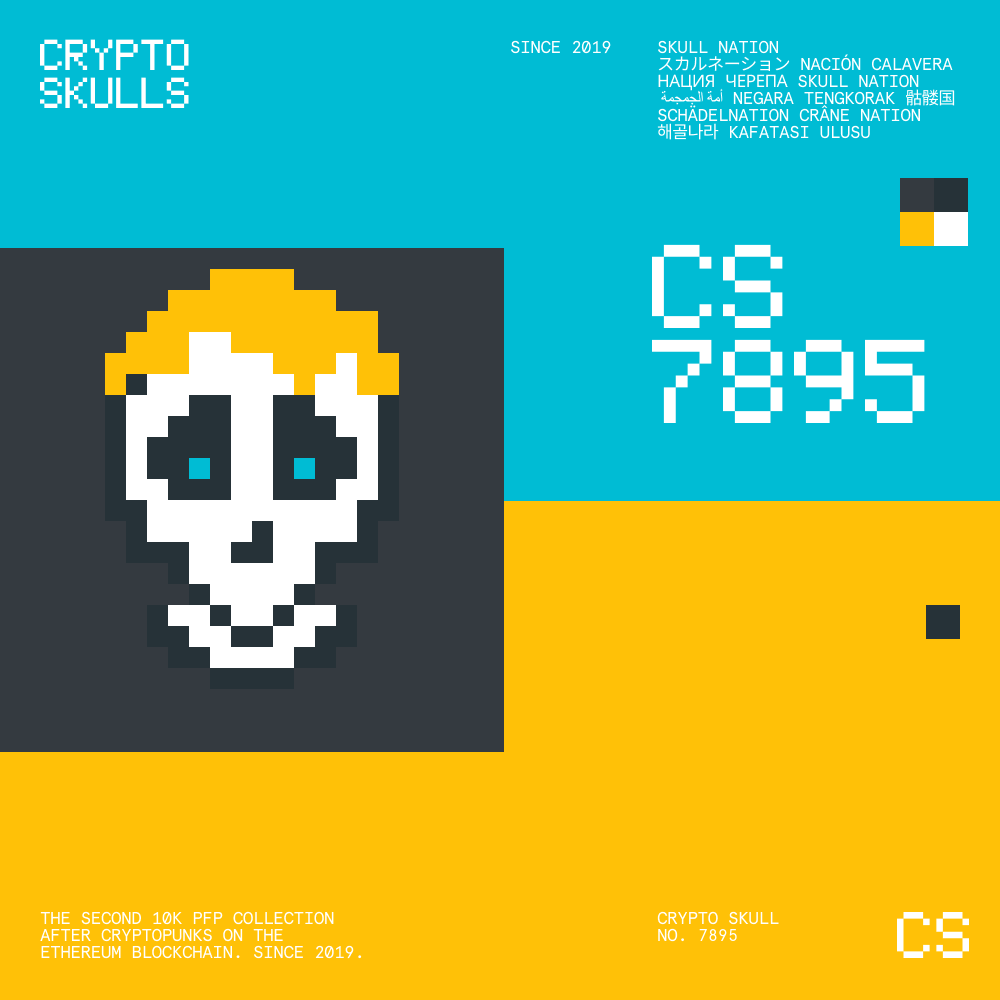 CRYPTO
SKULLS
SINCE 2019
SKULL NATION
スカルネーション NACIÓN CALAVERA
НАЦИЯ ЧЕРЕПА SKULL NATION
أمة الجمجمة NEGARA TENGKORAK 骷髅国
SCHÄDELNATION CRÂNE NATION
해골나라 KAFATASI ULUSU
CS
7895
THE SECOND 10K PFP COLLECTION
AFTER CRYPTOPUNKS ON THE
ETHEREUM BLOCKCHAIN. SINCE 2019.
CRYPTO SKULL
NO. 7895
CS